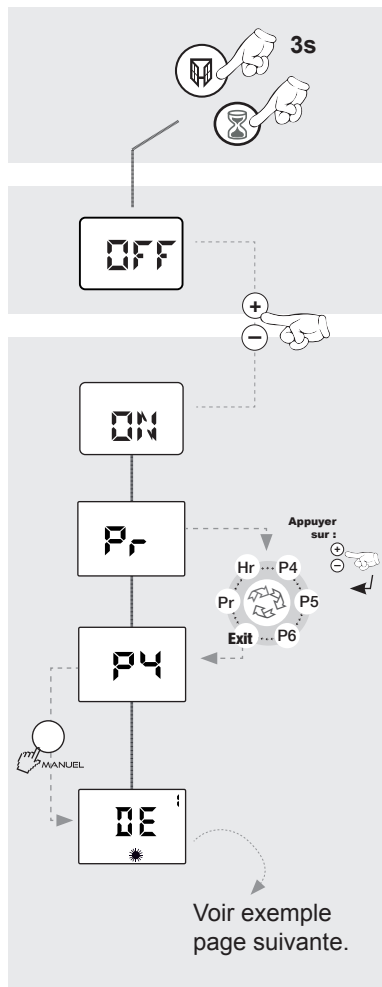 3s
OFF
+
−
ON
Pr
Appuyer
sur :
+
−
Hr ... P4
Pr
P5
Exit ... P6
P4
MANUEL
DE 1
Voir exemple
page suivante.